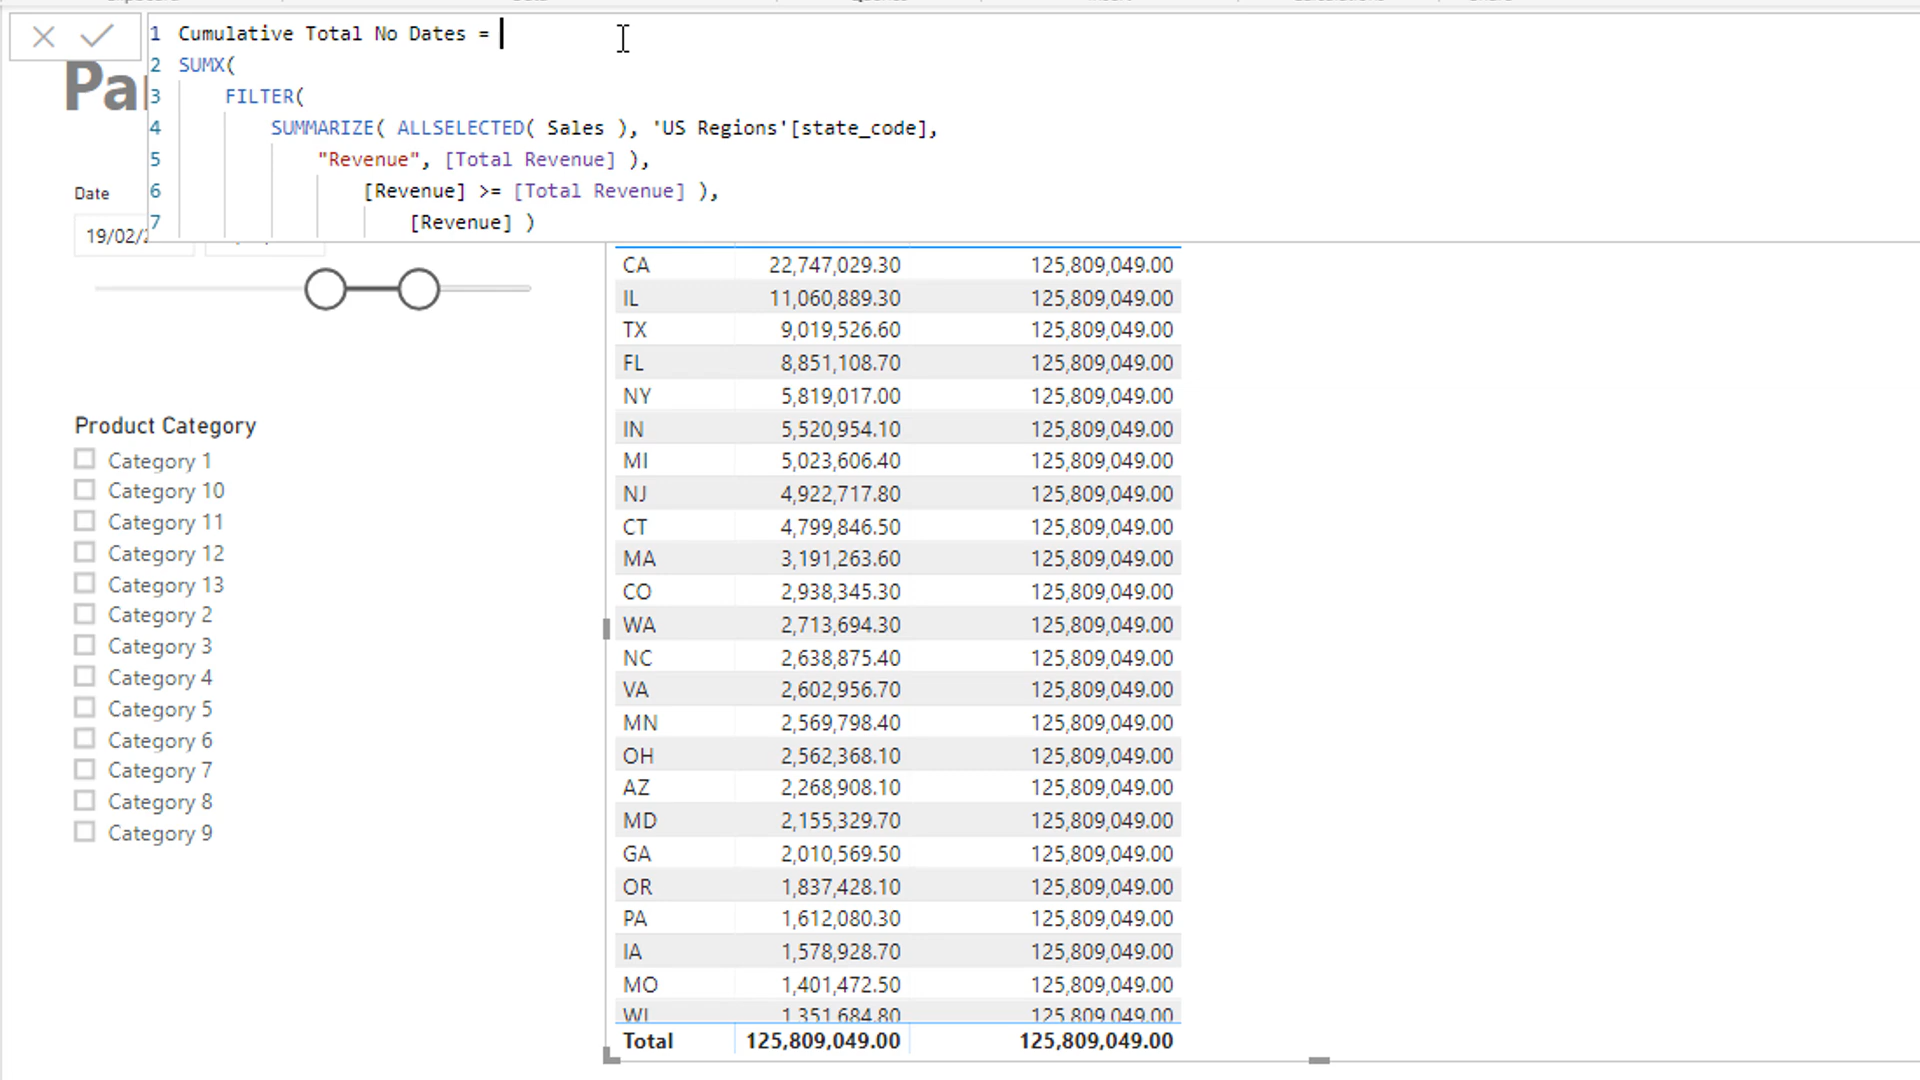 1 Cumulative Total No Dates =
2 SUMX(
3 FILTER(
4 SUMMARIZE( ALLSELECTED( Sales ), 'US Regions'[state_code],
5 "Revenue", [Total Revenue] ),
6 [Revenue] >= [Total Revenue] ),
7 [Revenue] )
Date
19/02/
Product Category
Category 1
Category 10
Category 11
Category 12
Category 13
Category 2
Category 3
Category 4
Category 5
Category 6
Category 7
Category 8
Category 9
CA 22,747,029.30 125,809,049.00
IL 11,060,889.30 125,809,049.00
TX 9,019,526.60 125,809,049.00
FL 8,851,108.70 125,809,049.00
NY 5,819,017.00 125,809,049.00
IN 5,520,954.10 125,809,049.00
MI 5,023,606.40 125,809,049.00
NJ 4,922,717.80 125,809,049.00
CT 4,799,846.50 125,809,049.00
MA 3,191,263.60 125,809,049.00
CO 2,938,345.30 125,809,049.00
WA 2,713,694.30 125,809,049.00
NC 2,638,875.40 125,809,049.00
VA 2,602,956.70 125,809,049.00
MN 2,569,798.40 125,809,049.00
OH 2,562,368.10 125,809,049.00
AZ 2,268,908.10 125,809,049.00
MD 2,155,329.70 125,809,049.00
GA 2,010,569.50 125,809,049.00
OR 1,837,428.10 125,809,049.00
PA 1,612,080.30 125,809,049.00
IA 1,578,928.70 125,809,049.00
MO 1,401,472.50 125,809,049.00
WI 1,351,684.80 125,809,049.00
Total 125,809,049.00 125,809,049.00